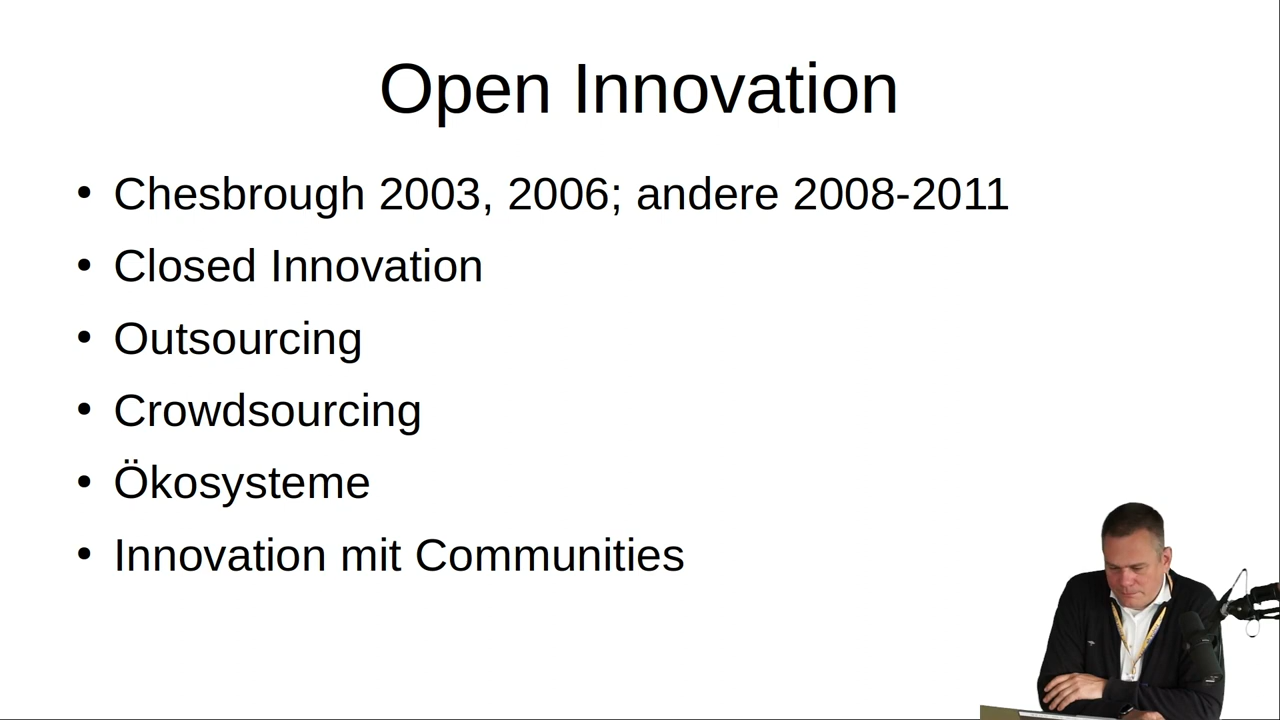 Open Innovation
• Chesbrough 2003, 2006; andere 2008-2011
• Closed Innovation
• Outsourcing
• Crowdsourcing
• Ökosysteme
• Innovation mit Communities